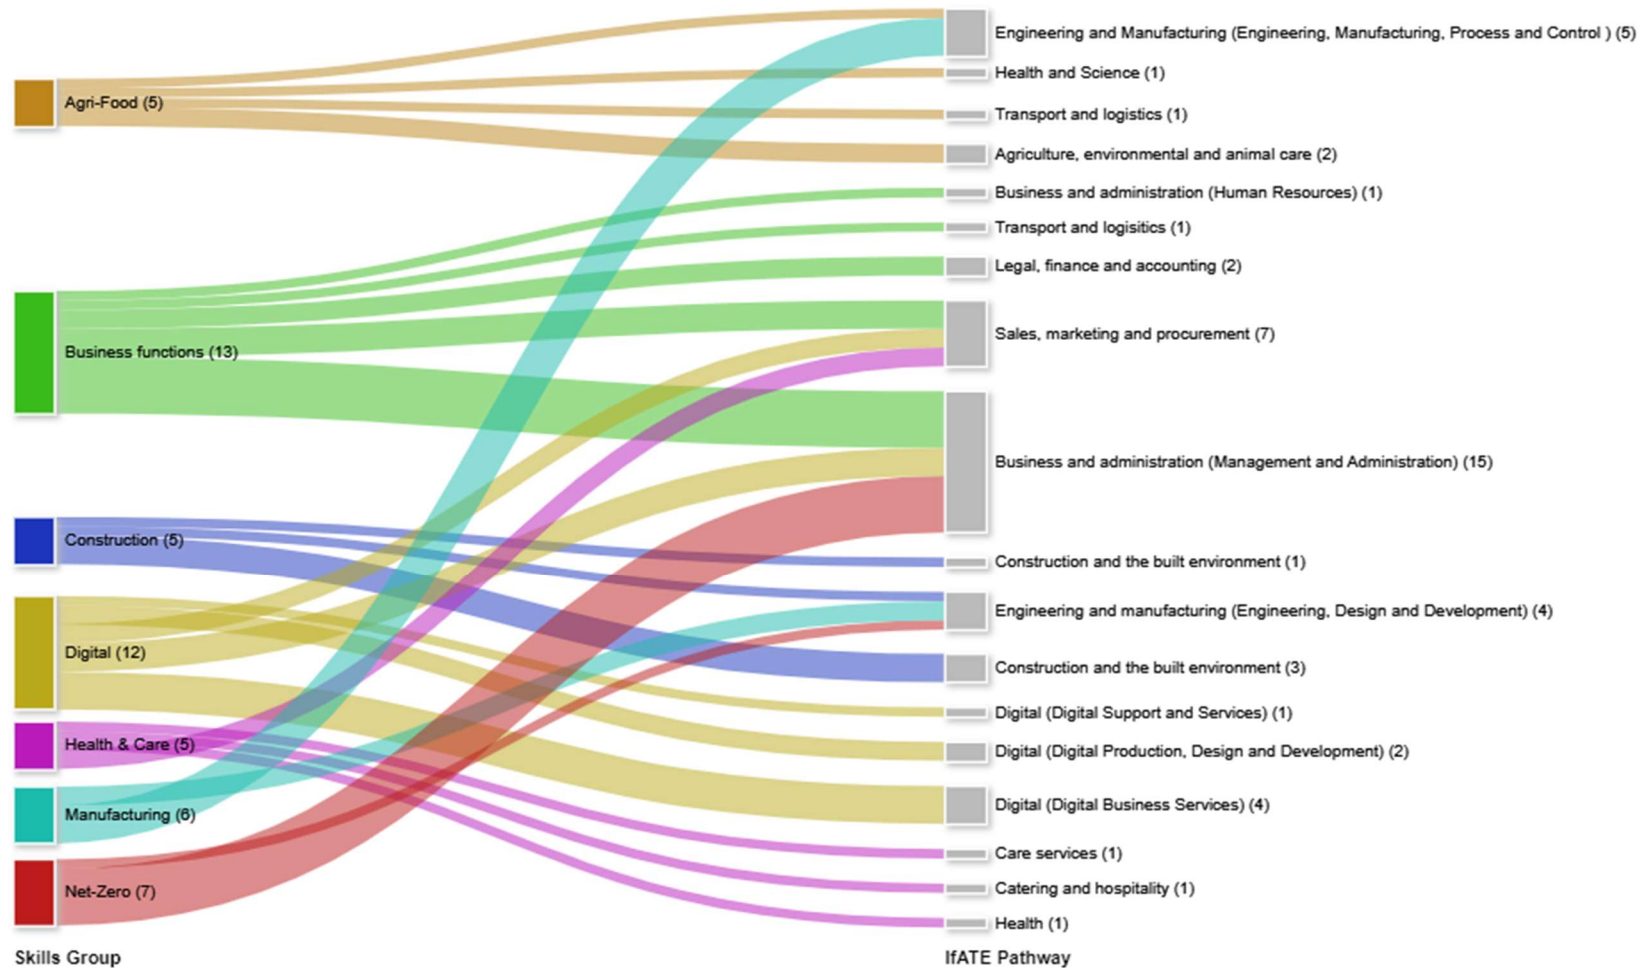 Agri-Food (5)
Business functions (13)
Construction (5)
Digital (12)
Health & Care (5)
Manufacturing (6)
Net-Zero (7)
Skills Group
Engineering and Manufacturing (Engineering, Manufacturing, Process and Control ) (5)
Health and Science (1)
Transport and logistics (1)
Agriculture, environmental and animal care (2)
Business and administration (Human Resources) (1)
Transport and logisitics (1)
Legal, finance and accounting (2)
Sales, marketing and procurement (7)
Business and administration (Management and Administration) (15)
Construction and the built environment (1)
Engineering and manufacturing (Engineering, Design and Development) (4)
Construction and the built environment (3)
Digital (Digital Support and Services) (1)
Digital (Digital Production, Design and Development) (2)
Digital (Digital Business Services) (4)
Care services (1)
Catering and hospitality (1)
Health (1)
IfATE Pathway